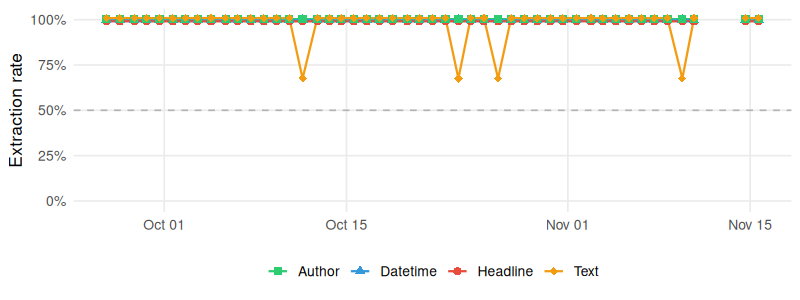 Extraction rate
100%
75%
50%
25%
0%
Oct 01 Oct 15 Nov 01 Nov 15
Author Datetime Headline Text